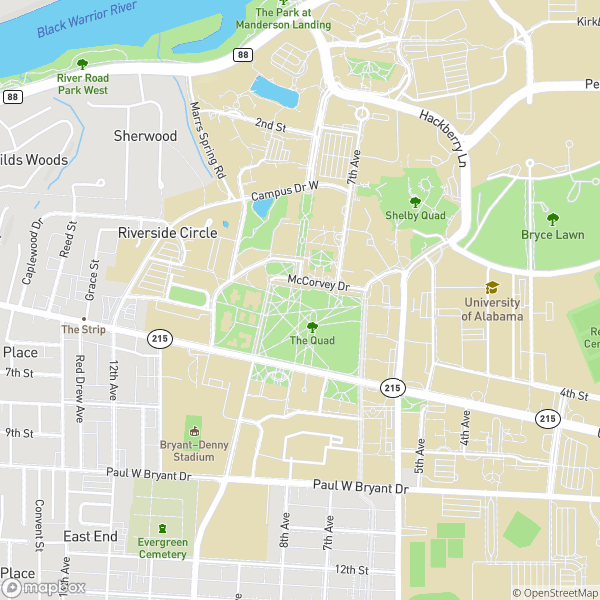 Black Warrior River
The Park at
Manderson Landing
Kirkb
88
River Road
Park West
88
Pe
Marrs Spring Rd
2nd St
Hackberry Ln
Sherwood
7th Ave
ilds Woods
Campus Dr W
Shelby Quad
Bryce Lawn
Caplewood Dr
Reed St
Riverside Circle
Grace St
McCorvey Dr
University
of Alabama
The Strip
215
The Quad
Re
Cente
Place
7th St
Red Drew Ave
12th Ave
215
4th St
215
9th St
Bryant–Denny
Stadium
5th Ave
4th Ave
Paul W Bryant Dr
Paul W Bryant Dr
Convent St
East End
Evergreen
Cemetery
8th Ave
7th Ave
Place
12th St
mapbox
© OpenStreetMap